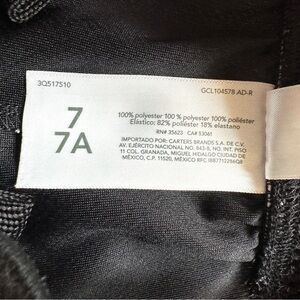 3Q517510
GCL104578 AD-R
7
7A
100% polyester 100 % polyester 100% poliéster
Elástico: 82% poliéster 18% elastano
RN# 35623 CA# 53061
IMPORTADO POR: CARTERS BRANDS S.A. DE C.V.
AV. EJÉRCITO NACIONAL NO. 843-B, NO. INT. PISO
11 COL. GRANADA, MIGUEL HIDALGO CIUDAD DE
MÉXICO, C.P. 11520, MÉXICO RFC